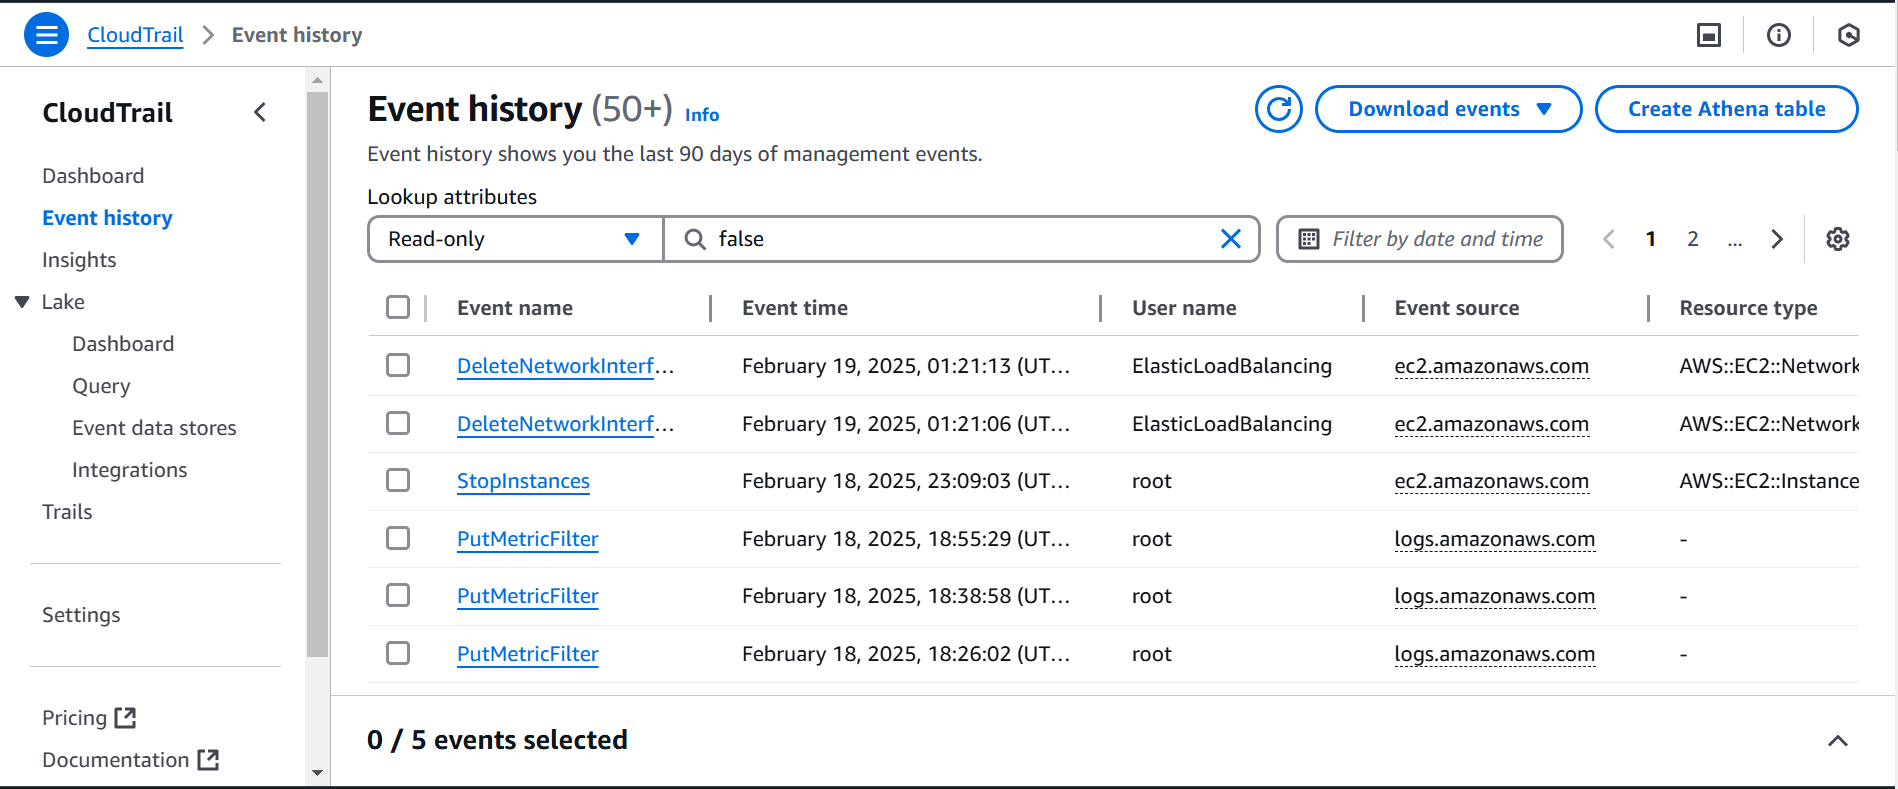 CloudTrail > Event history
CloudTrail
Dashboard
Event history
Insights
Lake
Dashboard
Query
Event data stores
Integrations
Trails
Settings
Pricing
Documentation
Event history (50+) Info
Download events
Create Athena table
Event history shows you the last 90 days of management events.
Lookup attributes
Read-only false Filter by date and time 1 2 ...
Event name Event time User name Event source Resource type
DeleteNetworkInterf... February 19, 2025, 01:21:13 (UT... ElasticLoadBalancing ec2.amazonaws.com AWS::EC2::Network
DeleteNetworkInterf... February 19, 2025, 01:21:06 (UT... ElasticLoadBalancing ec2.amazonaws.com AWS::EC2::Network
StopInstances February 18, 2025, 23:09:03 (UT... root ec2.amazonaws.com AWS::EC2::Instance
PutMetricFilter February 18, 2025, 18:55:29 (UT... root logs.amazonaws.com -
PutMetricFilter February 18, 2025, 18:38:58 (UT... root logs.amazonaws.com -
PutMetricFilter February 18, 2025, 18:26:02 (UT... root logs.amazonaws.com -
0 / 5 events selected